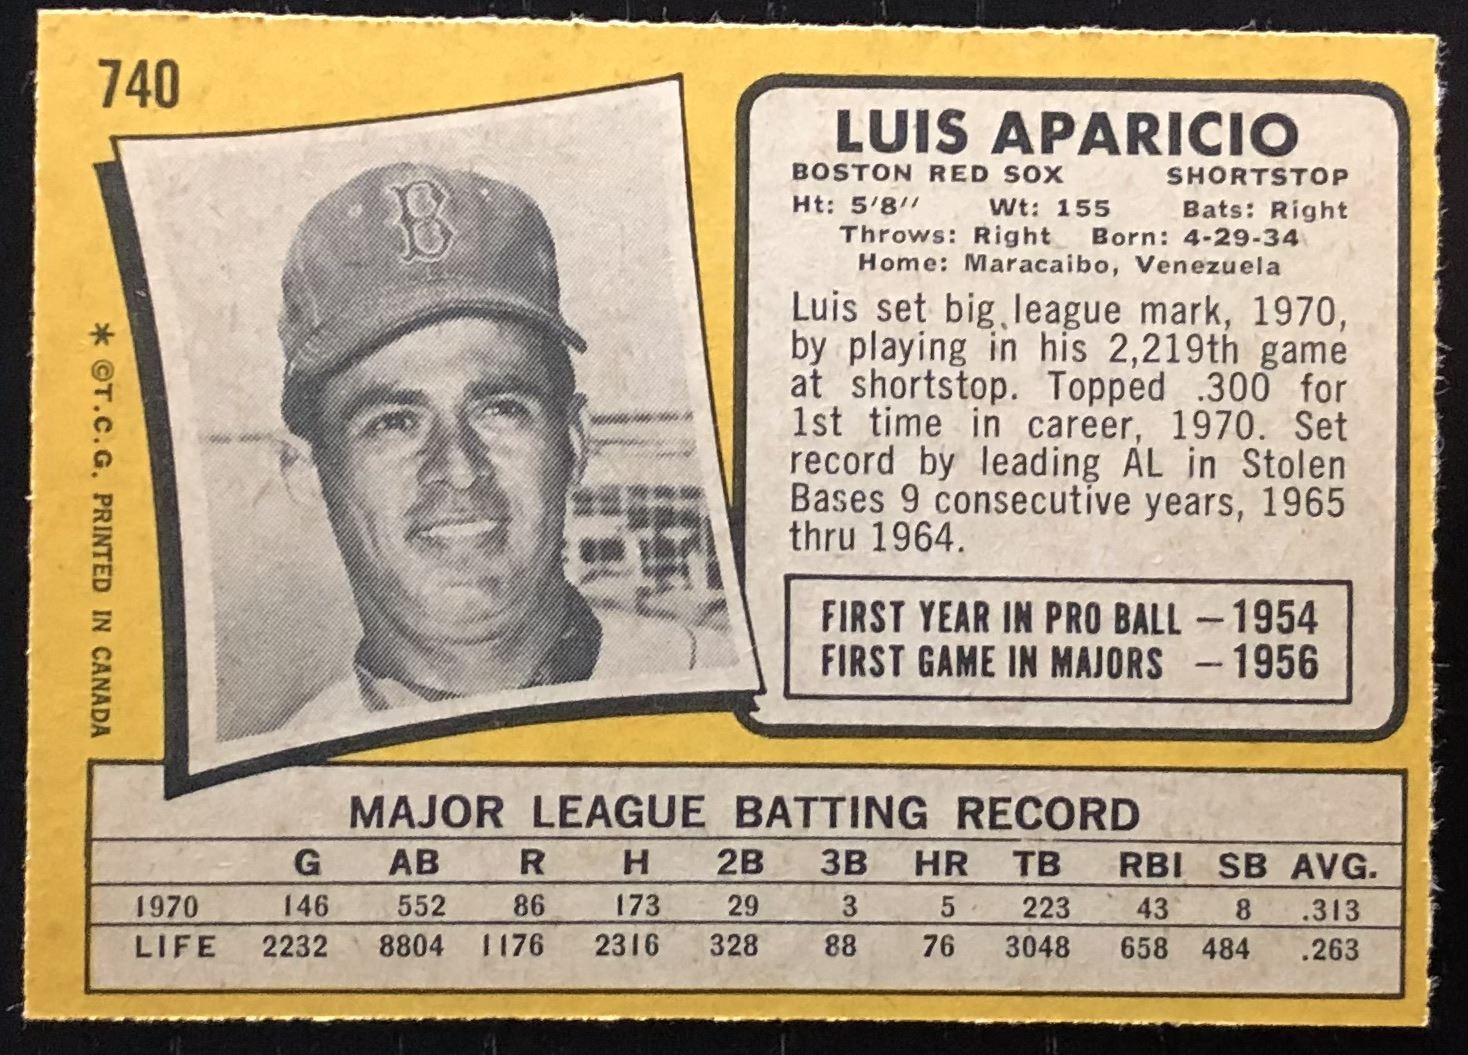 740
B
LUIS APARICIO
BOSTON RED SOX SHORTSTOP
Ht: 5'8'' Wt: 155 Bats: Right
Throws: Right Born: 4-29-34
Home: Maracaibo, Venezuela
Luis set big league mark, 1970,
by playing in his 2,219th game
at shortstop. Topped .300 for
1st time in career, 1970. Set
record by leading AL in Stolen
Bases 9 consecutive years, 1965
thru 1964.
FIRST YEAR IN PRO BALL – 1954
FIRST GAME IN MAJORS – 1956
* ©T.C.G. PRINTED IN CANADA
MAJOR LEAGUE BATTING RECORD
G AB R H 2B 3B HR TB RBI SB AVG.
1970 146 552 86 173 29 3 5 223 43 8 .313
LIFE 2232 8804 1176 2316 328 88 76 3048 658 484 .263